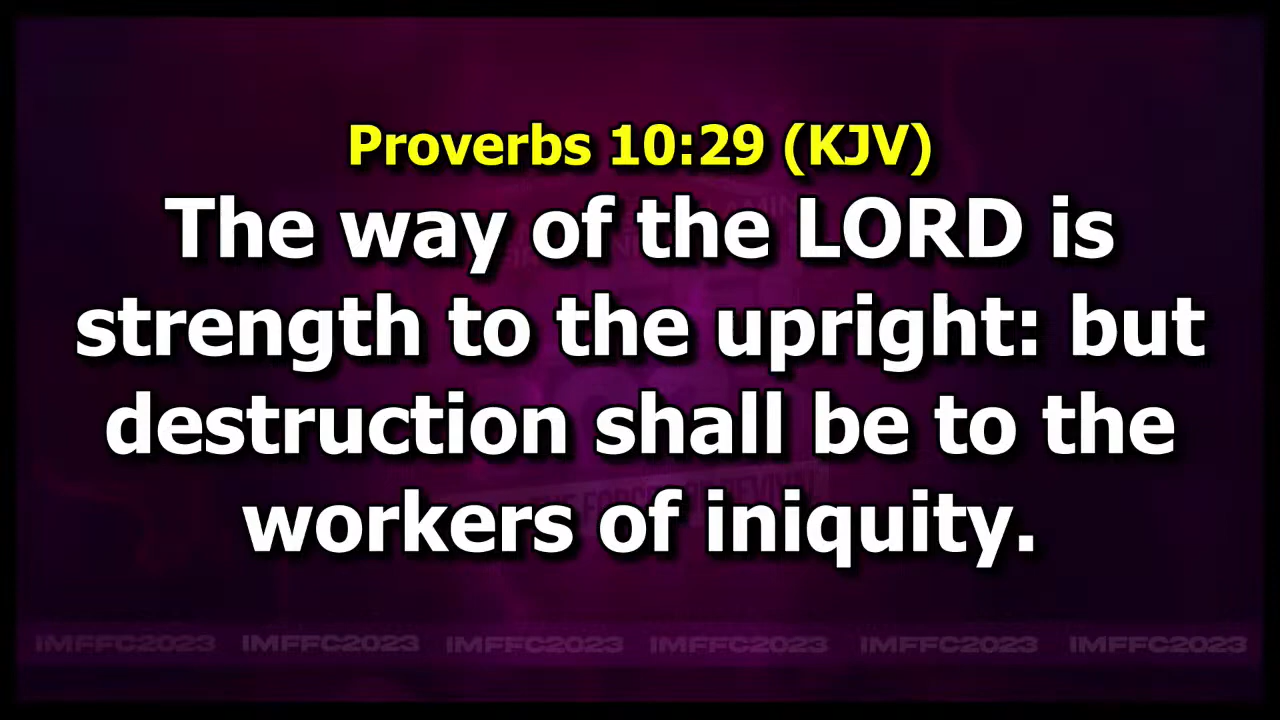 Proverbs 10:29 (KJV)
The way of the LORD is
strength to the upright: but
destruction shall be to the
workers of iniquity.
IMFFC2023 IMFFC2023 IMFFC2023 IMFFC2023 IMFFC2023 IMFFC2023